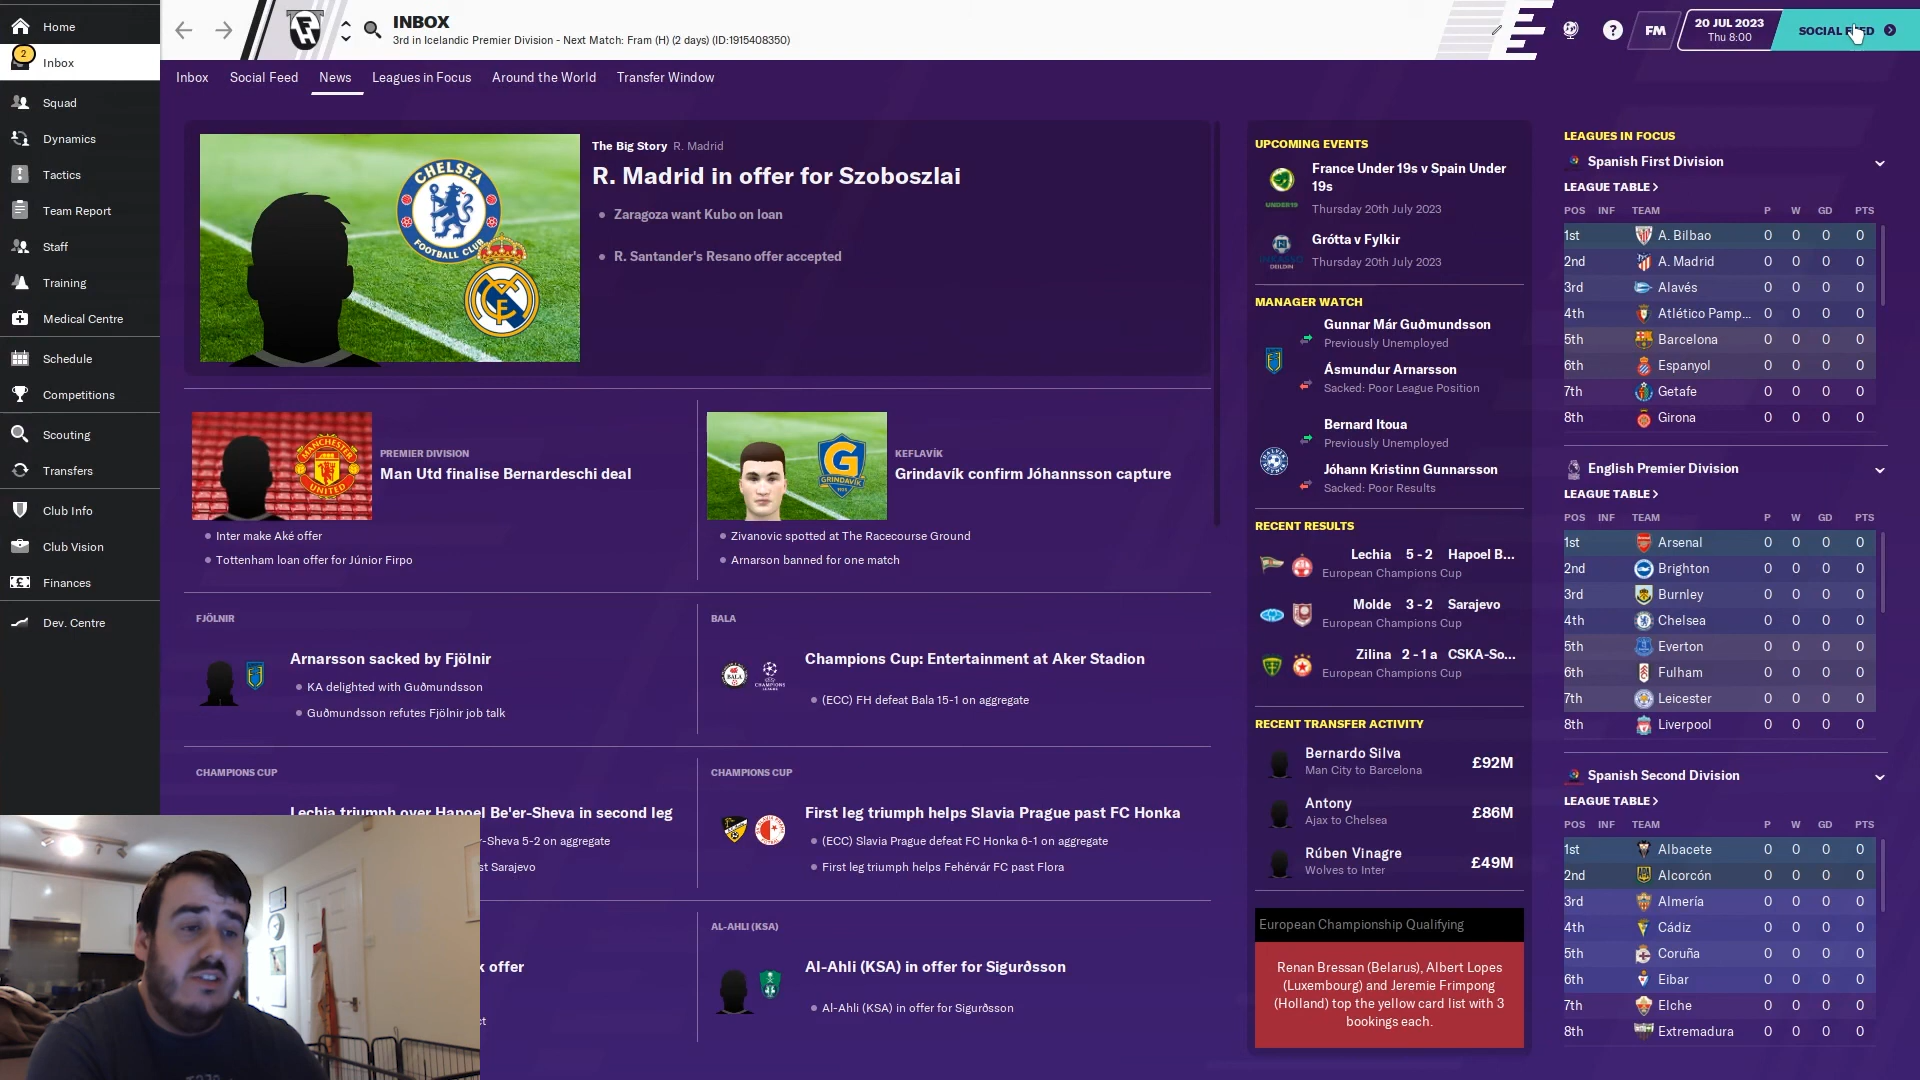 Home
2
Inbox
Squad
Dynamics
Tactics
Team Report
Staff
Training
Medical Centre
Schedule
Competitions
Scouting
Transfers
Club Info
Club Vision
Finances
Dev. Centre
INBOX
3rd in Icelandic Premier Division - Next Match: Fram (H) (2 days) (ID:1915408350)
?
FM
20 JUL 2023
Thu 8:00
SOCIAL
Inbox Social Feed News Leagues in Focus Around the World Transfer Window
CHELSEA
FOOTBALL CLUB
The Big Story R. Madrid
R. Madrid in offer for Szoboszlai
Zaragoza want Kubo on loan
R. Santander's Resano offer accepted
MANCHESTER
UNITED
PREMIER DIVISION
Man Utd finalise Bernardeschi deal
Inter make Aké offer
Tottenham loan offer for Júnior Firpo
GRINDAVÍK
KEFLAVÍK
Grindavík confirm Jóhannsson capture
Zivanovic spotted at The Racecourse Ground
Arnarson banned for one match
FJÖLNIR
Arnarsson sacked by Fjölnir
KA delighted with Guðmundsson
Guðmundsson refutes Fjölnir job talk
BALA
Champions Cup: Entertainment at Aker Stadion
(ECC) FH defeat Bala 15-1 on aggregate
CHAMPIONS CUP
Lechia triumph over Hapoel Be'er-Sheva in second leg
r-Sheva 5-2 on aggregate
st Sarajevo
CHAMPIONS CUP
First leg triumph helps Slavia Prague past FC Honka
(ECC) Slavia Prague defeat FC Honka 6-1 on aggregate
First leg triumph helps Fehérvár FC past Flora
k offer
ct
AL-AHLI (KSA)
Al-Ahli (KSA) in offer for Sigurðsson
Al-Ahli (KSA) in offer for Sigurðsson
UPCOMING EVENTS
UNDER19
France Under 19s v Spain Under
19s
Thursday 20th July 2023
DEILDIN
Grótta v Fylkir
Thursday 20th July 2023
MANAGER WATCH
Gunnar Már Guðmundsson
Previously Unemployed
Ásmundur Arnarsson
Sacked: Poor League Position
Bernard Itoua
Previously Unemployed
Jóhann Kristinn Gunnarsson
Sacked: Poor Results
RECENT RESULTS
Lechia 5 - 2 Hapoel B...
European Champions Cup
Molde 3 - 2 Sarajevo
European Champions Cup
Zilina 2 - 1 a CSKA-So...
European Champions Cup
RECENT TRANSFER ACTIVITY
Bernardo Silva £92M
Man City to Barcelona
Antony £86M
Ajax to Chelsea
Rúben Vinagre £49M
Wolves to Inter
European Championship Qualifying
Renan Bressan (Belarus), Albert Lopes
(Luxembourg) and Jeremie Frimpong
(Holland) top the yellow card list with 3
bookings each.
LEAGUES IN FOCUS
Spanish First Division
LEAGUE TABLE >
POS INF TEAM P W GD PTS
1st A. Bilbao 0 0 0 0
2nd A. Madrid 0 0 0 0
3rd Alavés 0 0 0 0
4th Atlético Pamp... 0 0 0 0
5th Barcelona 0 0 0 0
6th Espanyol 0 0 0 0
7th Getafe 0 0 0 0
8th Girona 0 0 0 0
English Premier Division
LEAGUE TABLE >
POS INF TEAM P W GD PTS
1st Arsenal 0 0 0 0
2nd Brighton 0 0 0 0
3rd Burnley 0 0 0 0
4th Chelsea 0 0 0 0
5th Everton 0 0 0 0
6th Fulham 0 0 0 0
7th Leicester 0 0 0 0
8th Liverpool 0 0 0 0
Spanish Second Division
LEAGUE TABLE >
POS INF TEAM P W GD PTS
1st Albacete 0 0 0 0
2nd Alcorcón 0 0 0 0
3rd Almería 0 0 0 0
4th Cádiz 0 0 0 0
5th Coruña 0 0 0 0
6th Eibar 0 0 0 0
7th Elche 0 0 0 0
8th Extremadura 0 0 0 0